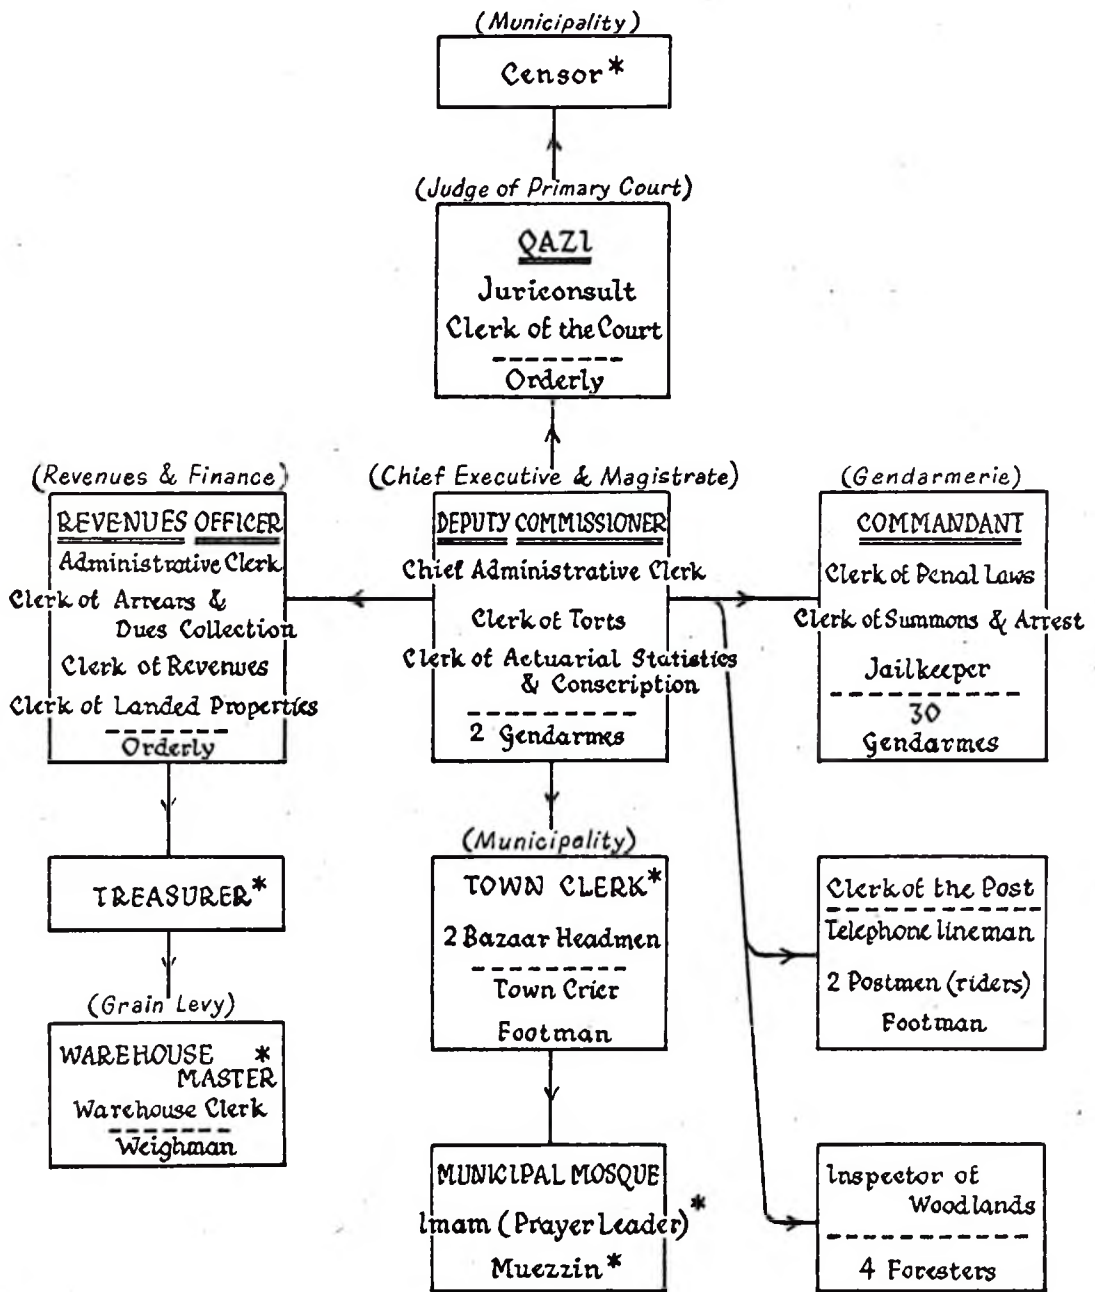 (Municipality)
Censor*
(Judge of Primary Court)
QAZI
Juriconsult
Clerk of the Court
Orderly
(Revenues & Finance)
REVENUES OFFICER
Administrative Clerk
Clerk of Arrears &
Dues Collection
Clerk of Revenues
Clerk of Landed Properties
Orderly
(Chief Executive & Magistrate)
DEPUTY COMMISSIONER
Chief Administrative Clerk
Clerk of Torts
Clerk of Actuarial Statistics
& Conscription
2 Gendarmes
(Gendarmerie)
COMMANDANT
Clerk of Penal Laws
Clerk of Summons & Arrest
Jailkeeper
30
Gendarmes
TREASURER*
(Grain Levy)
WAREHOUSE *
MASTER
Warehouse Clerk
Weighman
(Municipality)
TOWN CLERK*
2 Bazaar Headmen
Town Crier
Footman
MUNICIPAL MOSQUE
Imam (Prayer Leader)*
Muezzin*
Clerk of the Post
Telephone lineman
2 Postmen (riders)
Footman
Inspector of
Woodlands
4 Foresters